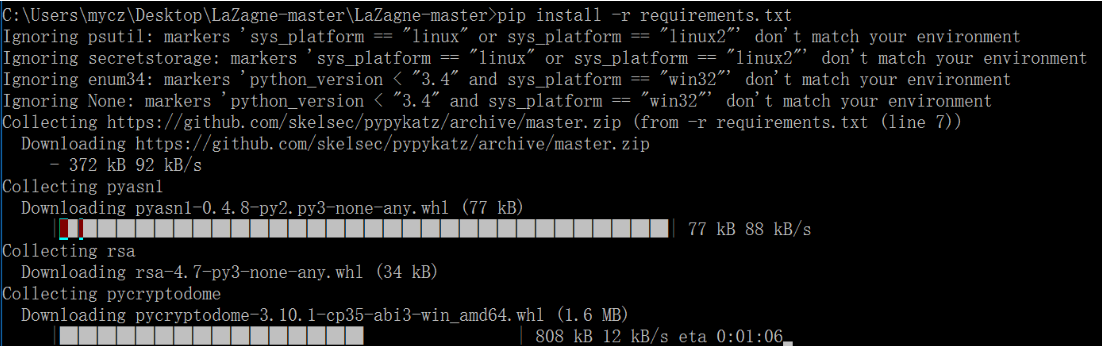 C:\Users\mycz\Desktop\LaZagne-master\LaZagne-master>pip install -r requirements.txt
Ignoring psutil: markers 'sys_platform == "linux" or sys_platform == "linux2"' don't match your environment
Ignoring secretstorage: markers 'sys_platform == "linux" or sys_platform == "linux2"' don't match your environment
Ignoring enum34: markers 'python_version < "3.4" and sys_platform == "win32"' don't match your environment
Ignoring None: markers 'python_version < "3.4" and sys_platform == "win32"' don't match your environment
Collecting https://github.com/skelsec/pypykatz/archive/master.zip (from -r requirements.txt (line 7))
Downloading https://github.com/skelsec/pypykatz/archive/master.zip
- 372 kB 92 kB/s
Collecting pyasn1
Downloading pyasn1-0.4.8-py2.py3-none-any.whl (77 kB)
| 77 kB 88 kB/s
Collecting rsa
Downloading rsa-4.7-py3-none-any.whl (34 kB)
Collecting pycryptodome
Downloading pycryptodome-3.10.1-cp35-abi3-win_amd64.whl (1.6 MB)
| 808 kB 12 kB/s eta 0:01:06